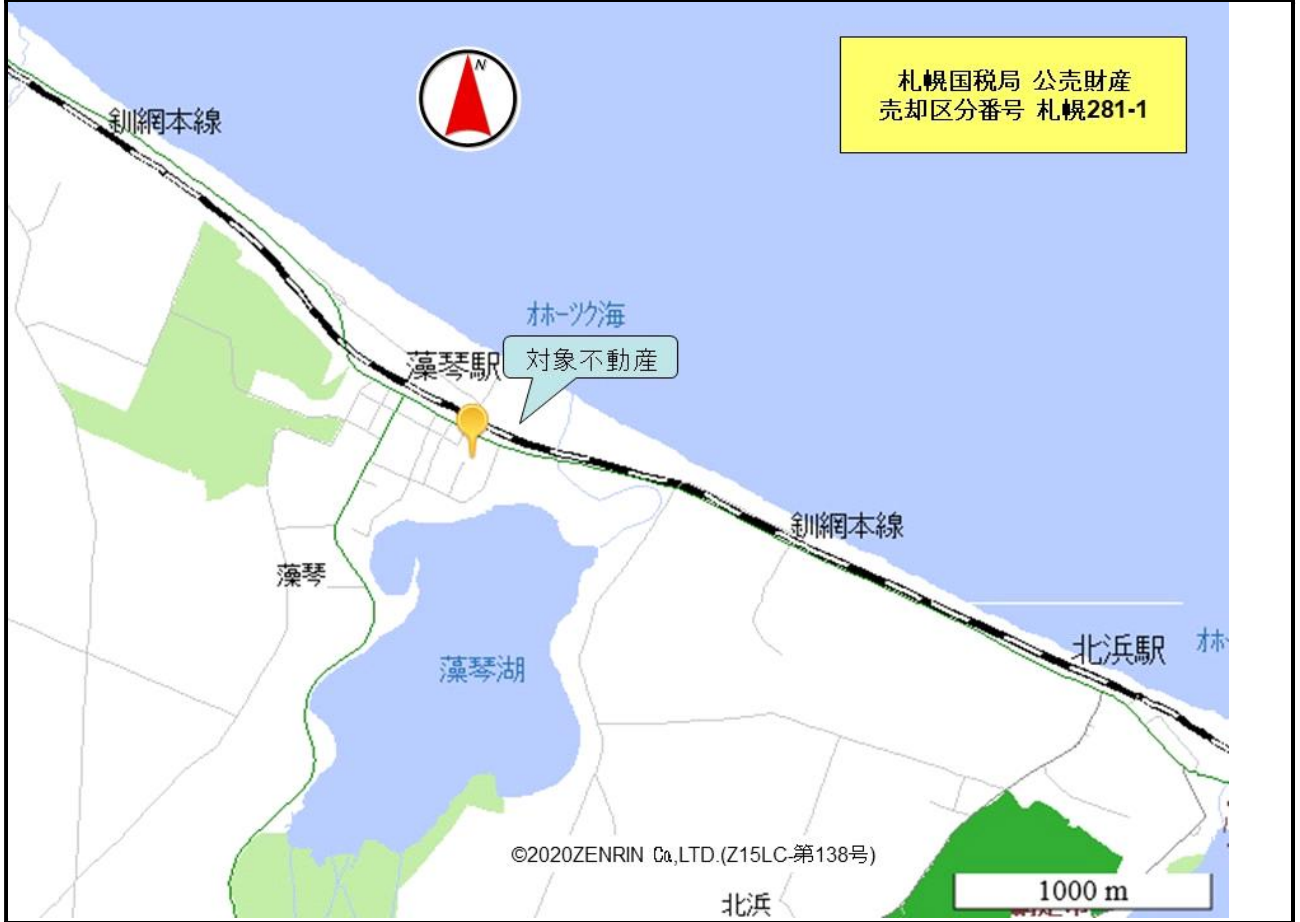 N
札幌国税局 公売財産
売却区分番号 札幌281-1
釧網本線
オホーツク海
藻琴駅
対象不動産
釧網本線
藻琴
北浜駅
オホ
藻琴湖
©2020ZENRIN Co,LTD.(Z15LC-第138号)
1000 m
北浜